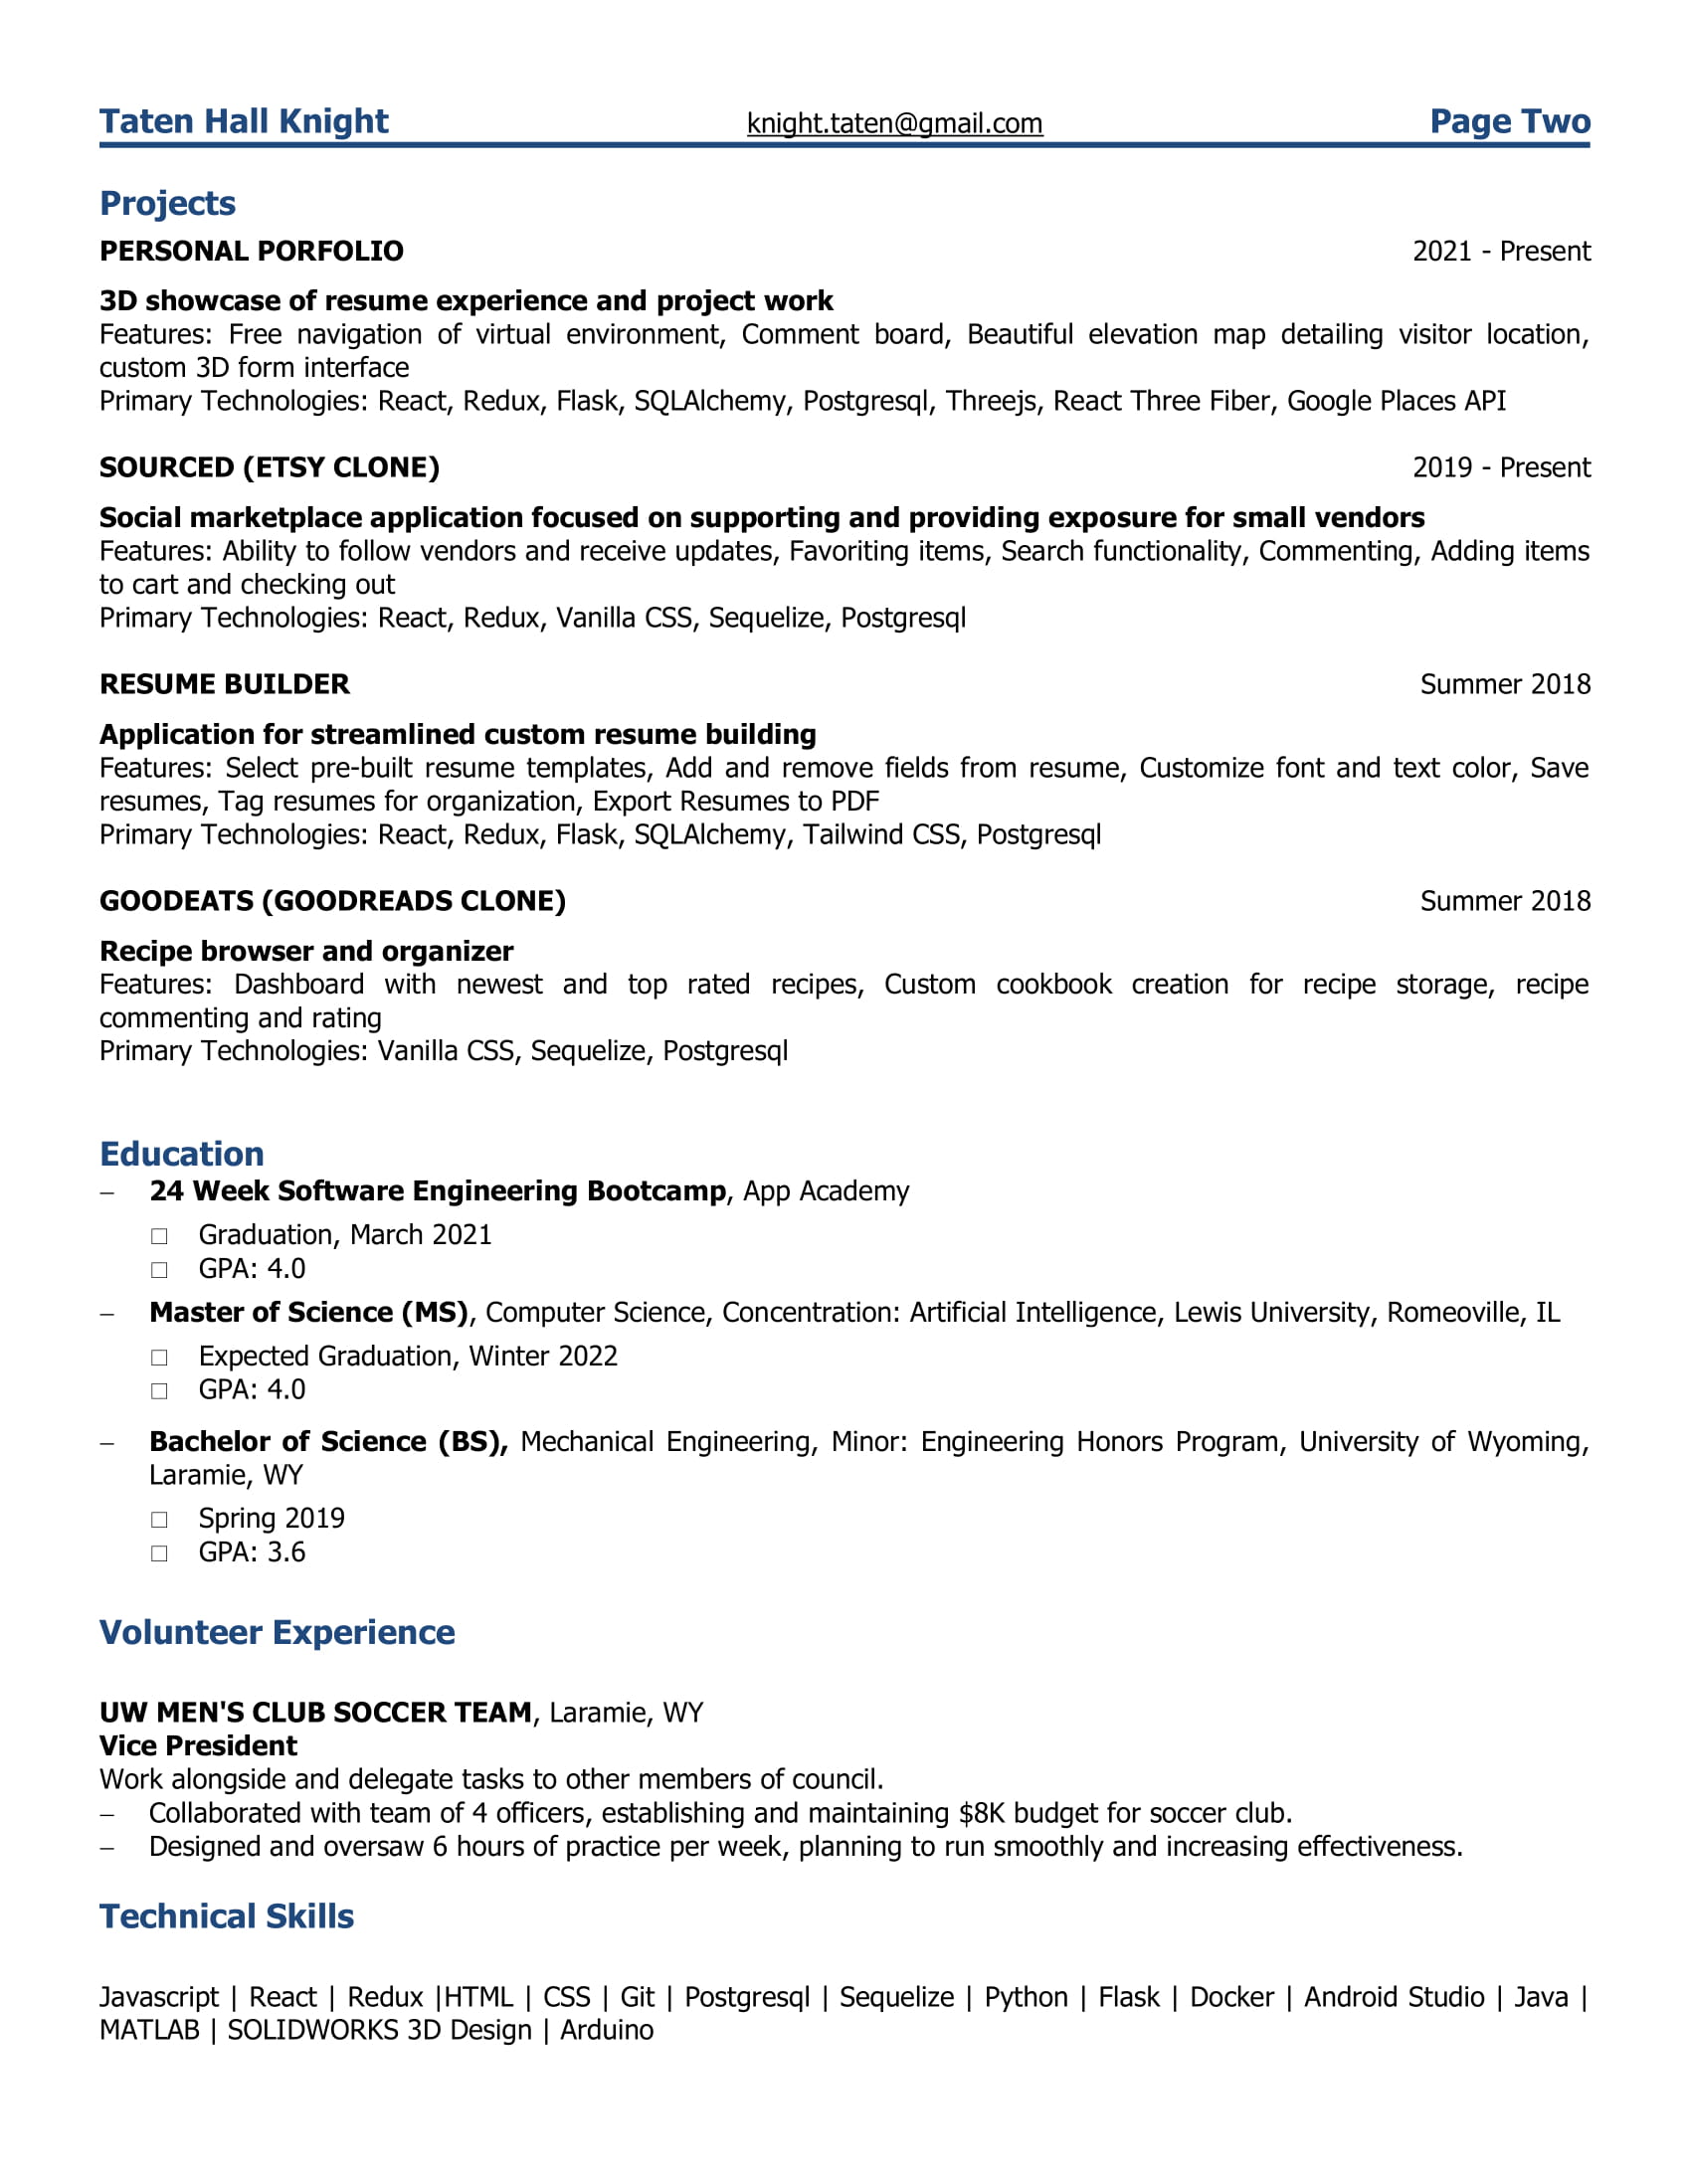 Taten Hall Knight knight.taten@gmail.com Page Two
Projects
PERSONAL PORFOLIO 2021 - Present
3D showcase of resume experience and project work
Features: Free navigation of virtual environment, Comment board, Beautiful elevation map detailing visitor location,
custom 3D form interface
Primary Technologies: React, Redux, Flask, SQLAlchemy, Postgresql, Threejs, React Three Fiber, Google Places API
SOURCED (ETSY CLONE) 2019 - Present
Social marketplace application focused on supporting and providing exposure for small vendors
Features: Ability to follow vendors and receive updates, Favoriting items, Search functionality, Commenting, Adding items
to cart and checking out
Primary Technologies: React, Redux, Vanilla CSS, Sequelize, Postgresql
RESUME BUILDER Summer 2018
Application for streamlined custom resume building
Features: Select pre-built resume templates, Add and remove fields from resume, Customize font and text color, Save
resumes, Tag resumes for organization, Export Resumes to PDF
Primary Technologies: React, Redux, Flask, SQLAlchemy, Tailwind CSS, Postgresql
GOODEATS (GOODREADS CLONE) Summer 2018
Recipe browser and organizer
Features: Dashboard with newest and top rated recipes, Custom cookbook creation for recipe storage, recipe
commenting and rating
Primary Technologies: Vanilla CSS, Sequelize, Postgresql
Education
– 24 Week Software Engineering Bootcamp, App Academy
□ Graduation, March 2021
□ GPA: 4.0
– Master of Science (MS), Computer Science, Concentration: Artificial Intelligence, Lewis University, Romeoville, IL
□ Expected Graduation, Winter 2022
□ GPA: 4.0
– Bachelor of Science (BS), Mechanical Engineering, Minor: Engineering Honors Program, University of Wyoming,
Laramie, WY
□ Spring 2019
□ GPA: 3.6
Volunteer Experience
UW MEN'S CLUB SOCCER TEAM, Laramie, WY
Vice President
Work alongside and delegate tasks to other members of council.
– Collaborated with team of 4 officers, establishing and maintaining $8K budget for soccer club.
– Designed and oversaw 6 hours of practice per week, planning to run smoothly and increasing effectiveness.
Technical Skills
Javascript | React | Redux |HTML | CSS | Git | Postgresql | Sequelize | Python | Flask | Docker | Android Studio | Java |
MATLAB | SOLIDWORKS 3D Design | Arduino